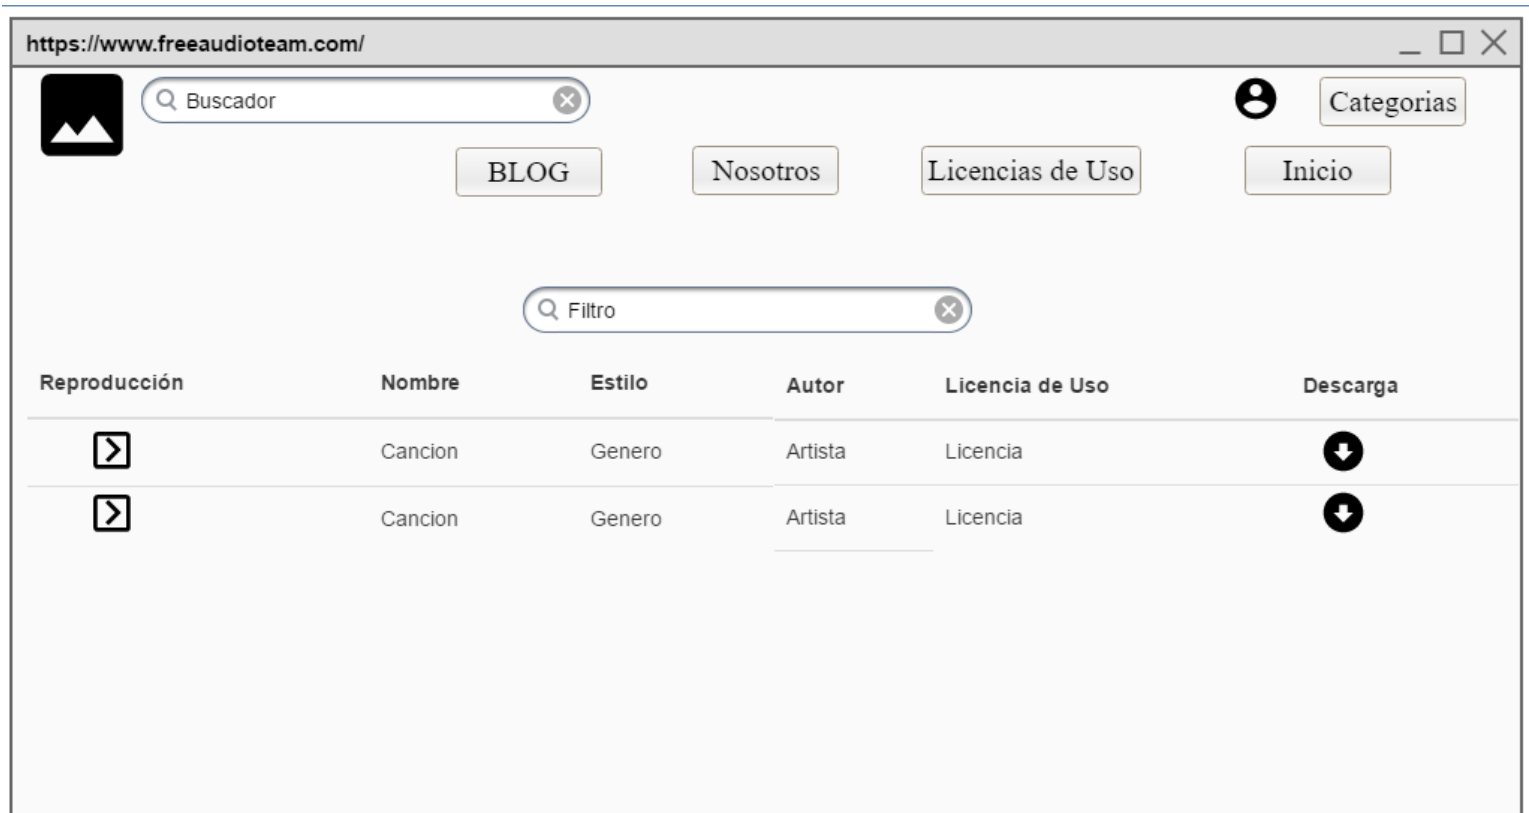 https://www.freeaudioteam.com/
Buscador
Categorias
BLOG
Nosotros
Licencias de Uso
Inicio
Filtro
Reproducción Nombre Estilo Autor Licencia de Uso Descarga
Cancion Genero Artista Licencia
Cancion Genero Artista Licencia